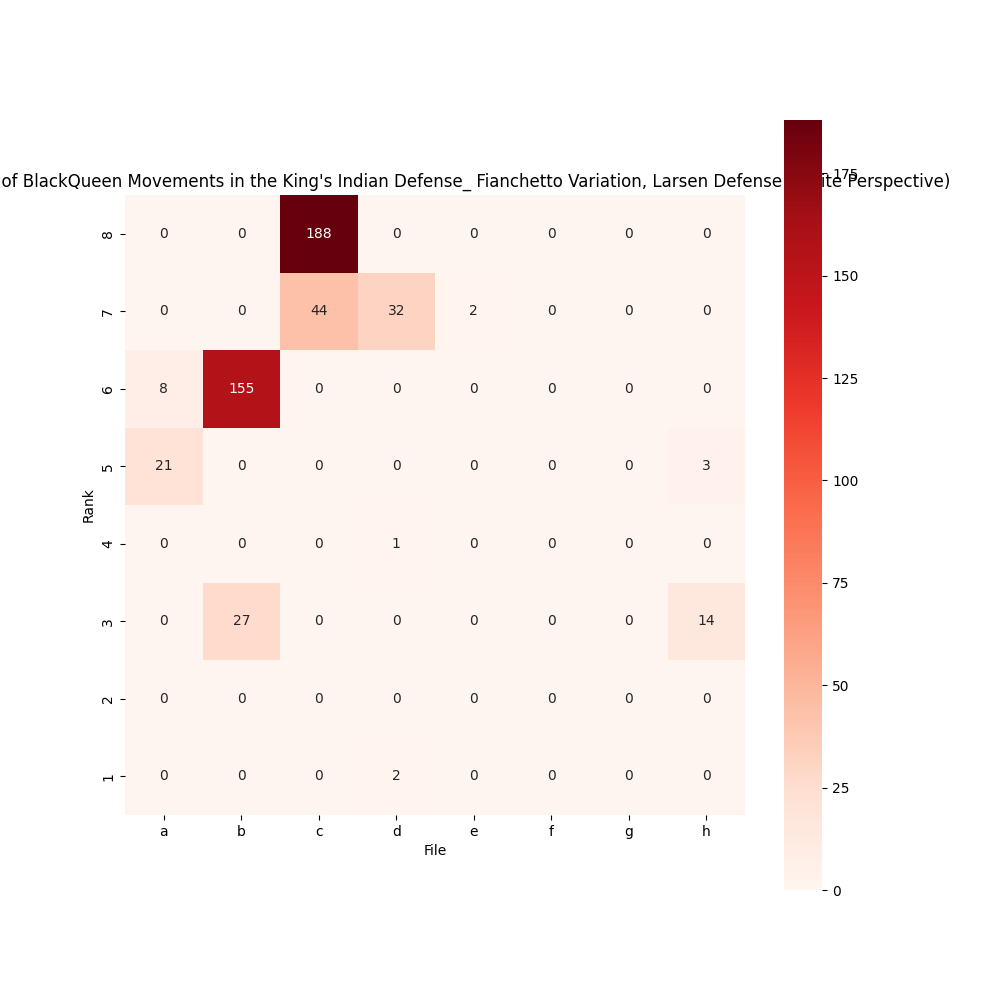 of BlackQueen Movements in the King's Indian Defense_ Fianchetto Variation, Larsen Defense Perspective)
175
8 0 0 188 0 0 0 0 0
7 0 0 44 32 2 0 0 0
6 8 155 0 0 0 0 0 0
5 21 0 0 0 0 0 0 3
4 0 0 0 1 0 0 0 0
3 0 27 0 0 0 0 0 14
2 0 0 0 0 0 0 0 0
1 0 0 0 2 0 0 0 0
Rank
a b c d e f g h
File
150
125
100
75
50
25
0